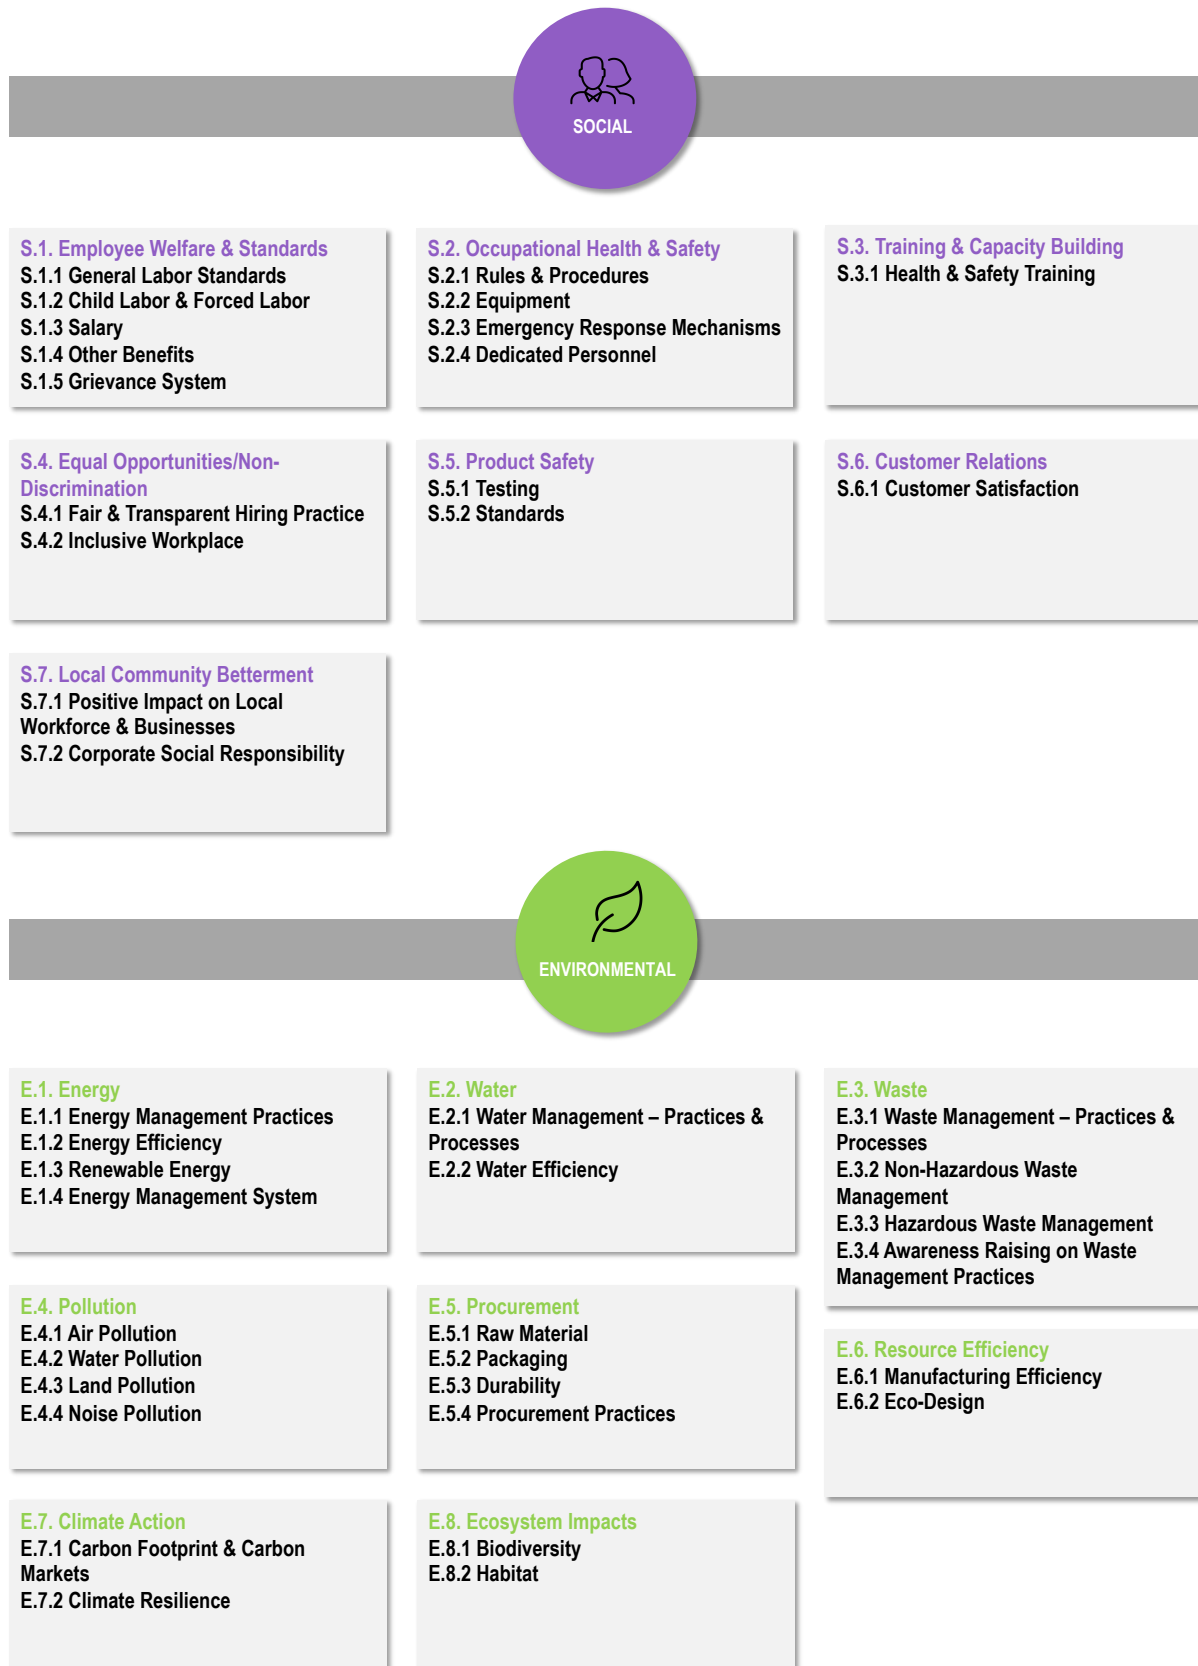 SOCIAL
S.1. Employee Welfare & Standards
S.1.1 General Labor Standards
S.1.2 Child Labor & Forced Labor
S.1.3 Salary
S.1.4 Other Benefits
S.1.5 Grievance System
S.2. Occupational Health & Safety
S.2.1 Rules & Procedures
S.2.2 Equipment
S.2.3 Emergency Response Mechanisms
S.2.4 Dedicated Personnel
S.3. Training & Capacity Building
S.3.1 Health & Safety Training
S.4. Equal Opportunities/Non-
Discrimination
S.4.1 Fair & Transparent Hiring Practice
S.4.2 Inclusive Workplace
S.5. Product Safety
S.5.1 Testing
S.5.2 Standards
S.6. Customer Relations
S.6.1 Customer Satisfaction
S.7. Local Community Betterment
S.7.1 Positive Impact on Local
Workforce & Businesses
S.7.2 Corporate Social Responsibility
ENVIRONMENTAL
E.1. Energy
E.1.1 Energy Management Practices
E.1.2 Energy Efficiency
E.1.3 Renewable Energy
E.1.4 Energy Management System
E.2. Water
E.2.1 Water Management – Practices &
Processes
E.2.2 Water Efficiency
E.3. Waste
E.3.1 Waste Management – Practices &
Processes
E.3.2 Non-Hazardous Waste
Management
E.3.3 Hazardous Waste Management
E.3.4 Awareness Raising on Waste
Management Practices
E.4. Pollution
E.4.1 Air Pollution
E.4.2 Water Pollution
E.4.3 Land Pollution
E.4.4 Noise Pollution
E.5. Procurement
E.5.1 Raw Material
E.5.2 Packaging
E.5.3 Durability
E.5.4 Procurement Practices
E.6. Resource Efficiency
E.6.1 Manufacturing Efficiency
E.6.2 Eco-Design
E.7. Climate Action
E.7.1 Carbon Footprint & Carbon
Markets
E.7.2 Climate Resilience
E.8. Ecosystem Impacts
E.8.1 Biodiversity
E.8.2 Habitat